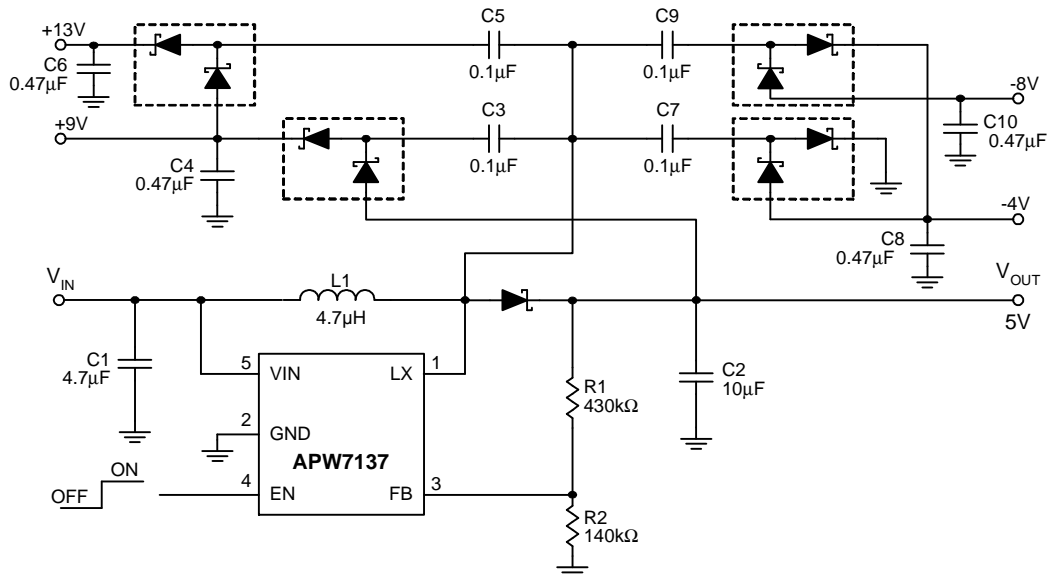 C5
C9
+13V
C6
0.47μF
0.1μF
0.1μF
-8V
+9V
C3
C7
C10
0.47μF
C4
0.47μF
0.1μF
0.1μF
-4V
C8
0.47μF
VIN
L1
4.7μH
VOUT
5V
C1
4.7μF
5
VIN
LX
1
C2
10μF
R1
430kΩ
2
GND
APW7137
ON
OFF
4
EN
FB
3
R2
140kΩ